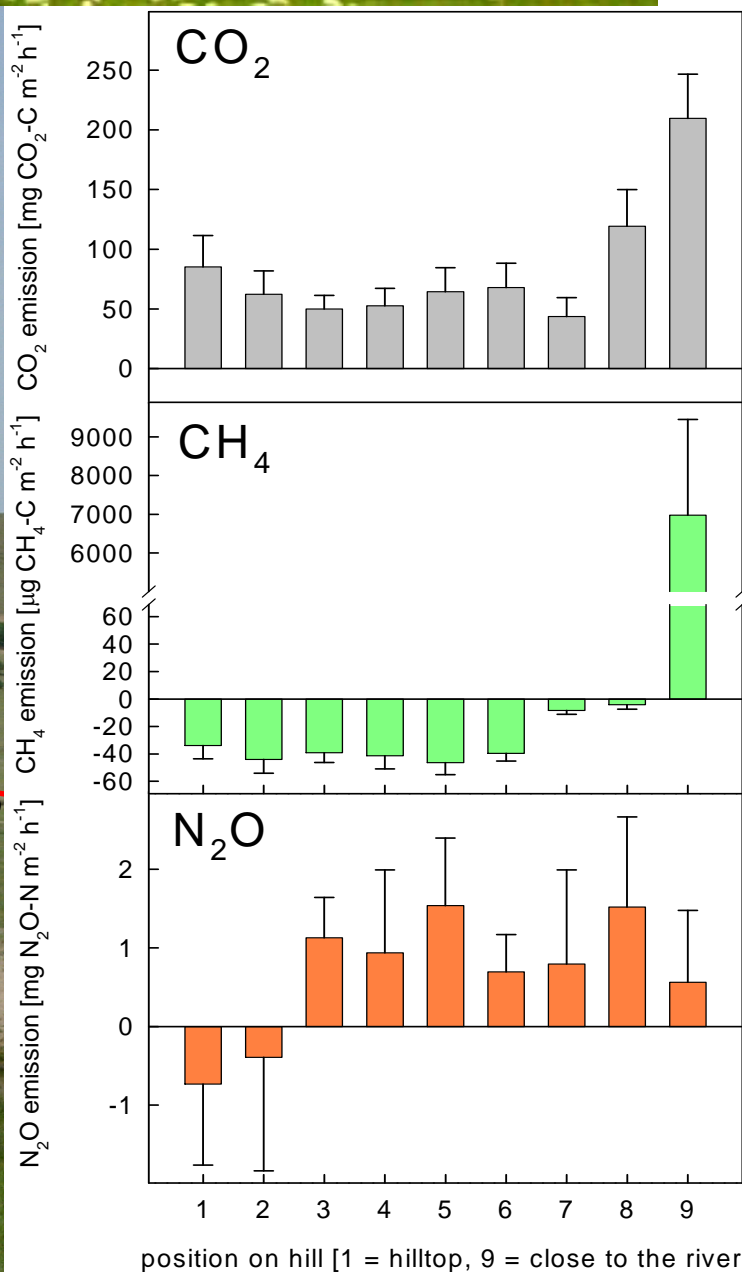 CO₂
CO₂ emission [mg CO₂-C m⁻² h⁻¹]
250
200
150
100
50
0
CH₄
CH₄ emission [µg CH₄-C m⁻² h⁻¹]
9000
8000
7000
6000
60
40
20
0
-20
-40
-60
N₂O
N₂O emission [mg N₂O-N m⁻² h⁻¹]
2
1
0
-1
1 2 3 4 5 6 7 8 9
position on hill [1 = hilltop, 9 = close to the river